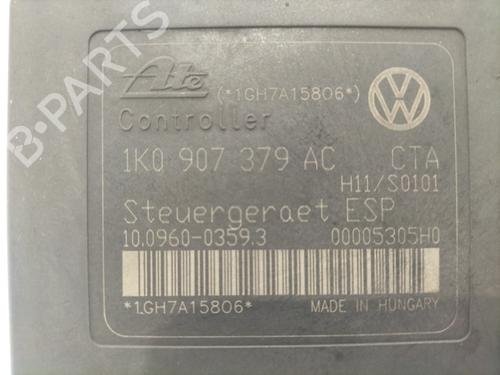 Ate (*1GH7A15806*)
Controller
1K0 907 379 AC CTA
H11/S0101
Steuergeraet ESP
10.0960-0359.3 00005305H0
*1GH7A15806* MADE IN HUNGARY
B-PARTS